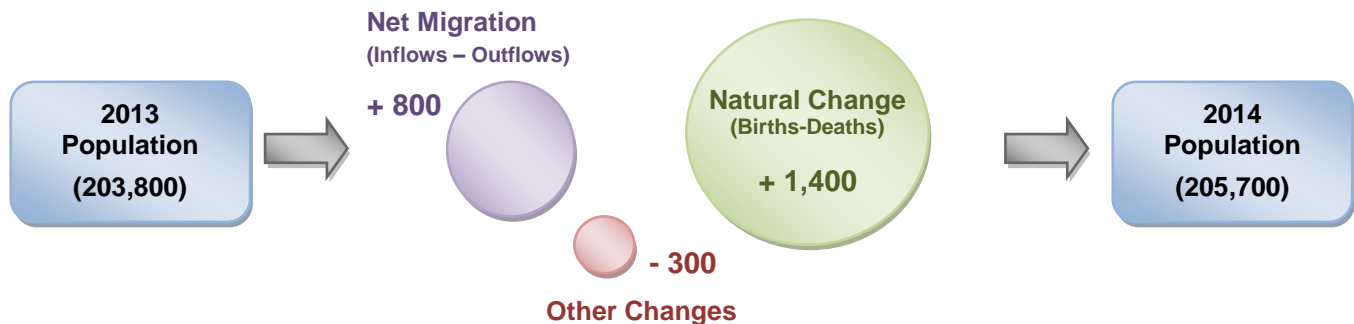 2013
Population
(203,800)
Net Migration
(Inflows – Outflows)
+ 800
- 300
Other Changes
Natural Change
(Births-Deaths)
+ 1,400
2014
Population
(205,700)